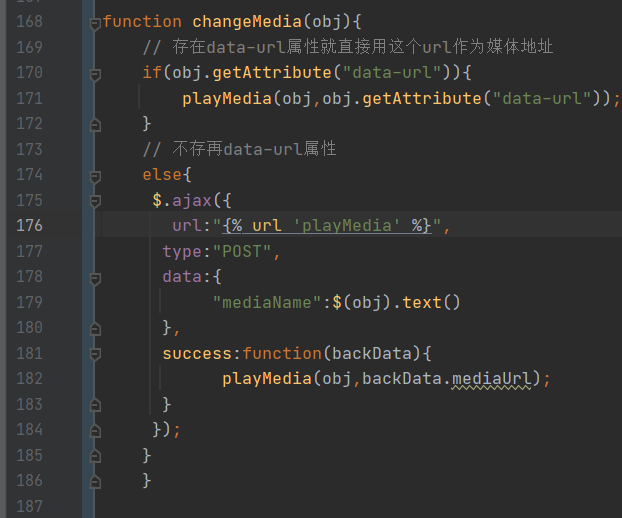 168 function changeMedia(obj){
169 // 存在data-url属性就直接用这个url作为媒体地址
170 if(obj.getAttribute("data-url")){
171 playMedia(obj,obj.getAttribute("data-url"));
172 }
173 // 不存再data-url属性
174 else{
175 $.ajax({
176 url:"{% url 'playMedia' %}",
177 type:"POST",
178 data:{
179 "mediaName":$(obj).text()
180 },
181 success:function(backData){
182 playMedia(obj,backData.mediaUrl);
183 }
184 });
185 }
186 }
187